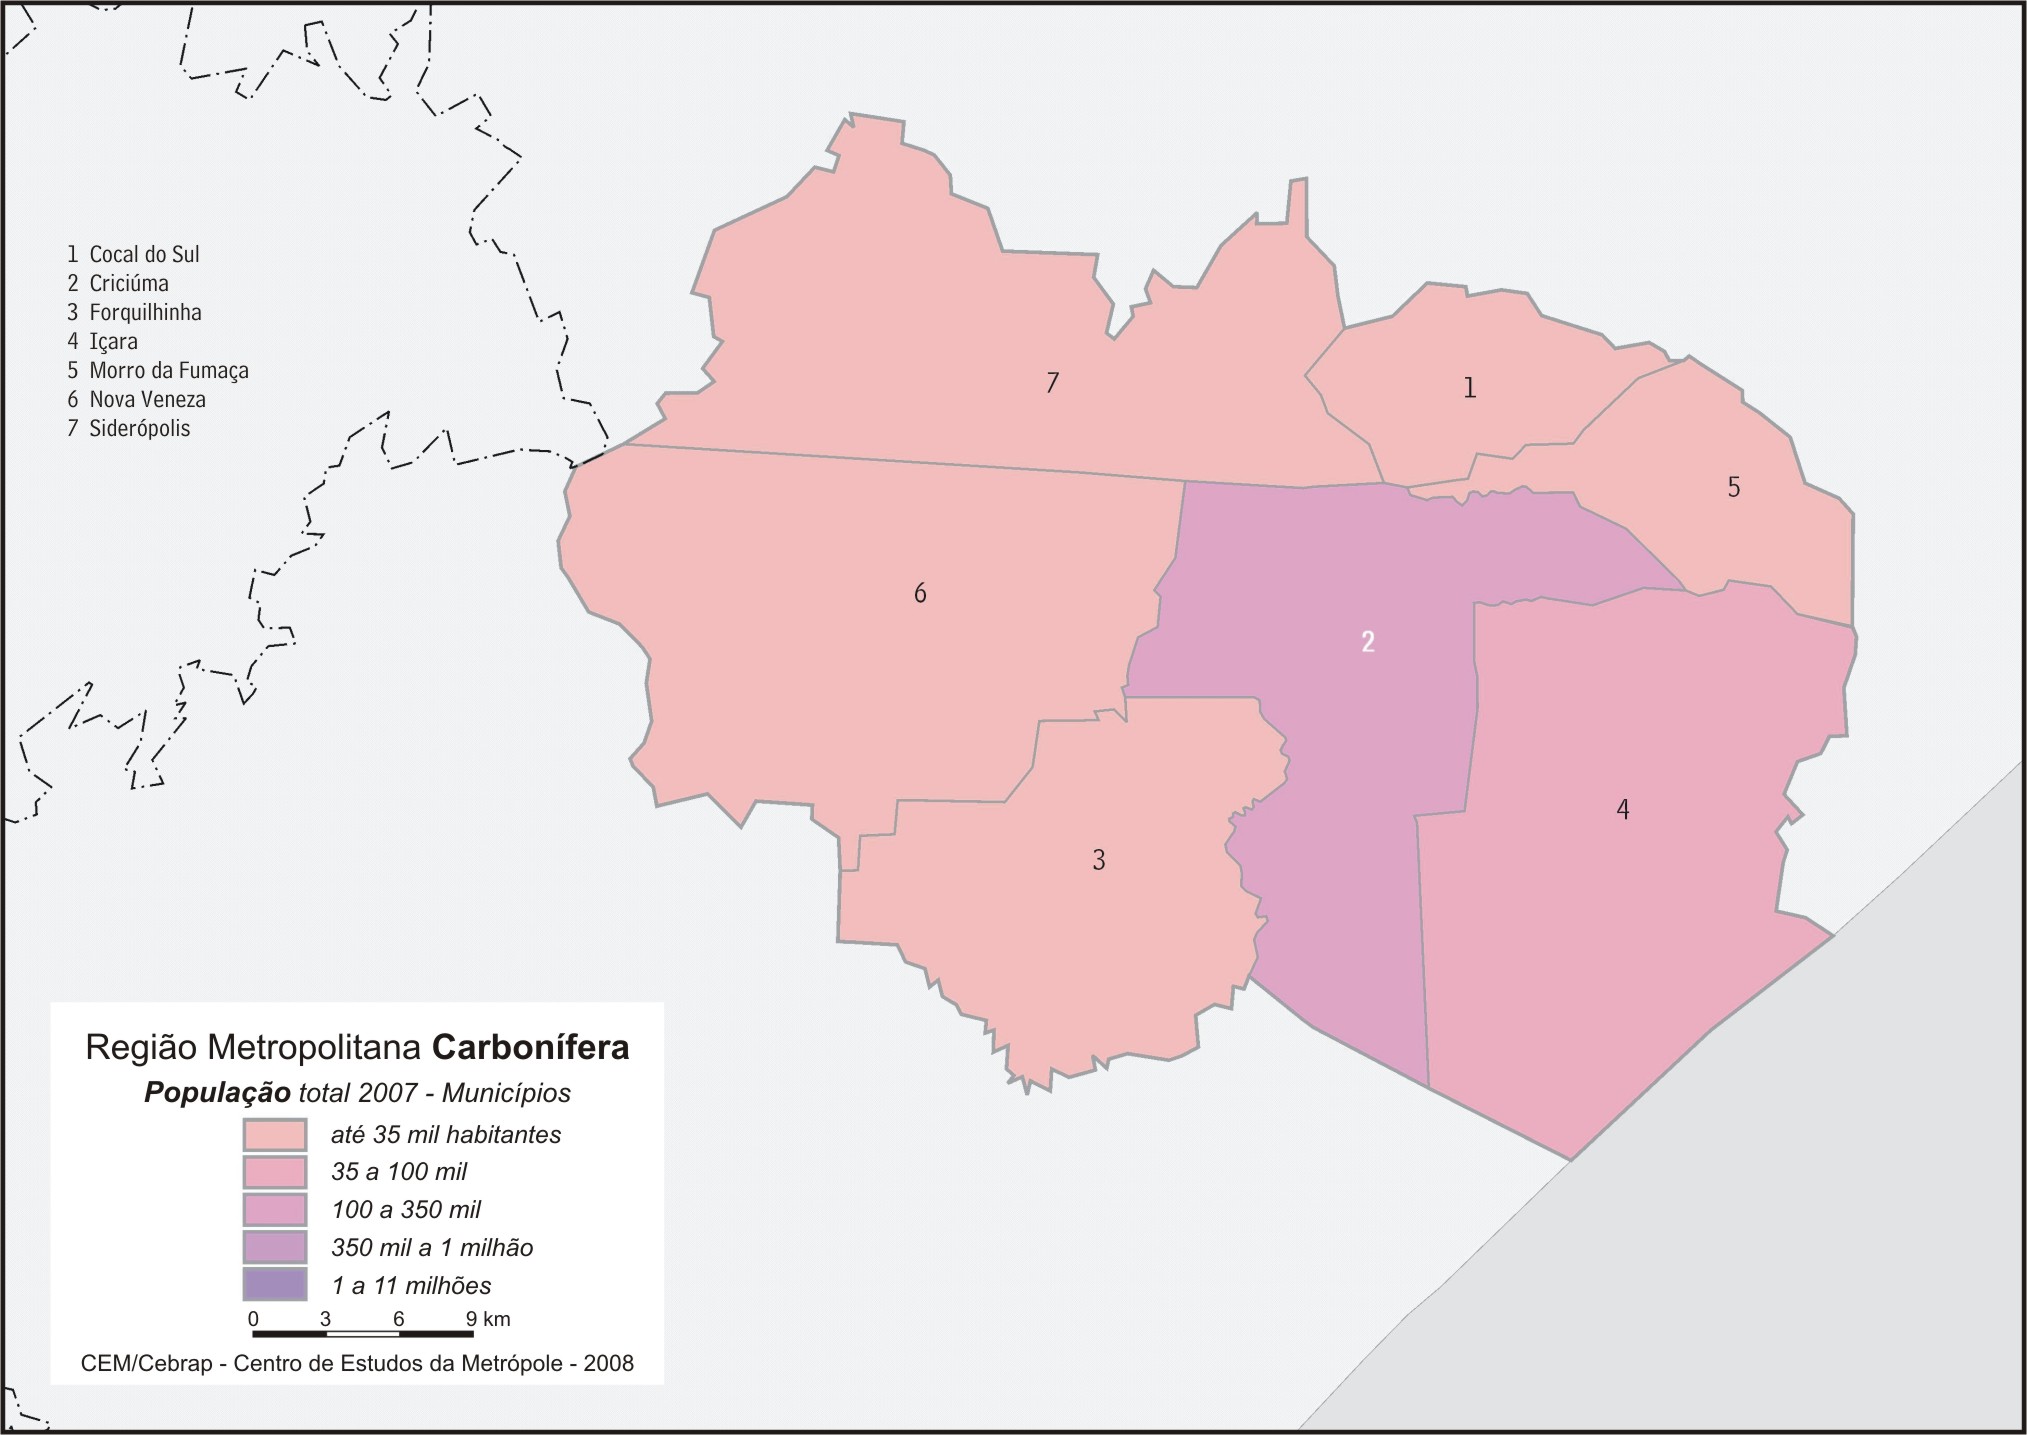 1 Cocal do Sul
2 Criciúma
3 Forquilhinha
4 Içara
5 Morro da Fumaça
6 Nova Veneza
7 Siderópolis
7
1
5
6
2
4
3
Região Metropolitana Carbonífera
População total 2007 - Municípios
até 35 mil habitantes
35 a 100 mil
100 a 350 mil
350 mil a 1 milhão
1 a 11 milhões
0 3 6 9 km
CEM/Cebrap - Centro de Estudos da Metrópole - 2008